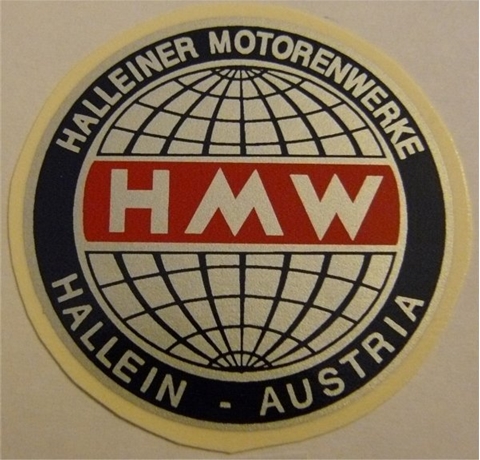 HALLEINER MOTORENWERKE
HMW
HALLEIN - AUSTRIA